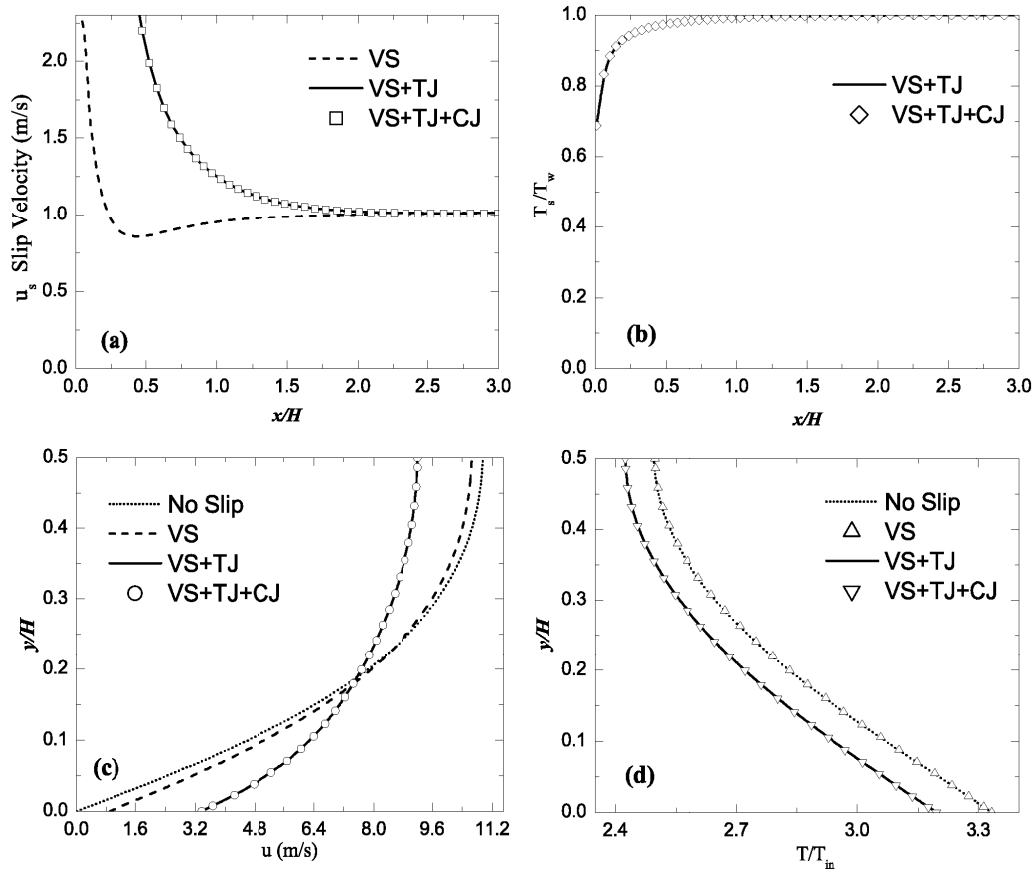 2.0
1.5
1.0
0.5
0.0
u_s Slip Velocity (m/s)
VS
VS+TJ
VS+TJ+CJ
(a)
0.0 0.5 1.0 1.5 2.0 2.5 3.0
x/H
1.0
0.8
0.6
0.4
0.2
0.0
T_s/T_w
VS+TJ
VS+TJ+CJ
(b)
0.0 0.5 1.0 1.5 2.0 2.5 3.0
x/H
0.5
0.4
0.3
0.2
0.1
0.0
y/H
No Slip
VS
VS+TJ
VS+TJ+CJ
(c)
0.0 1.6 3.2 4.8 6.4 8.0 9.6 11.2
u (m/s)
0.5
0.4
0.3
0.2
0.1
0.0
y/H
No Slip
VS
VS+TJ
VS+TJ+CJ
(d)
2.4 2.7 3.0 3.3
T/T_in